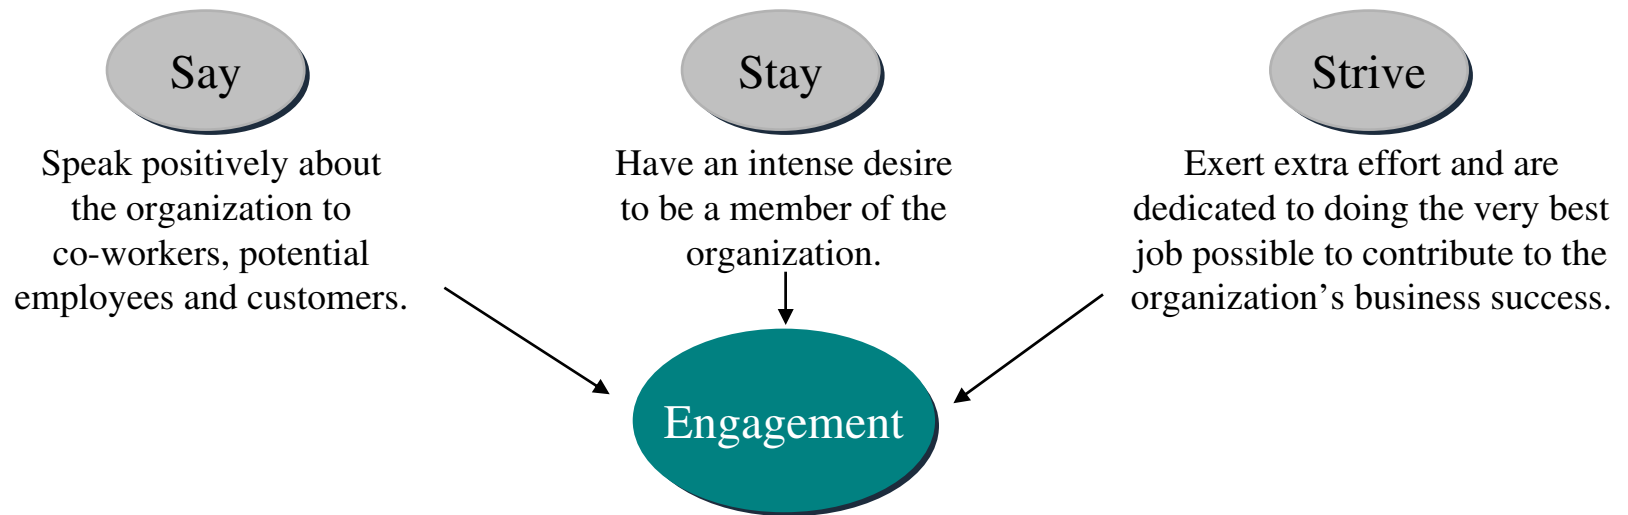 Say
Speak positively about
the organization to
co-workers, potential
employees and customers.
Stay
Have an intense desire
to be a member of the
organization.
Strive
Exert extra effort and are
dedicated to doing the very best
job possible to contribute to the
organization’s business success.
Engagement